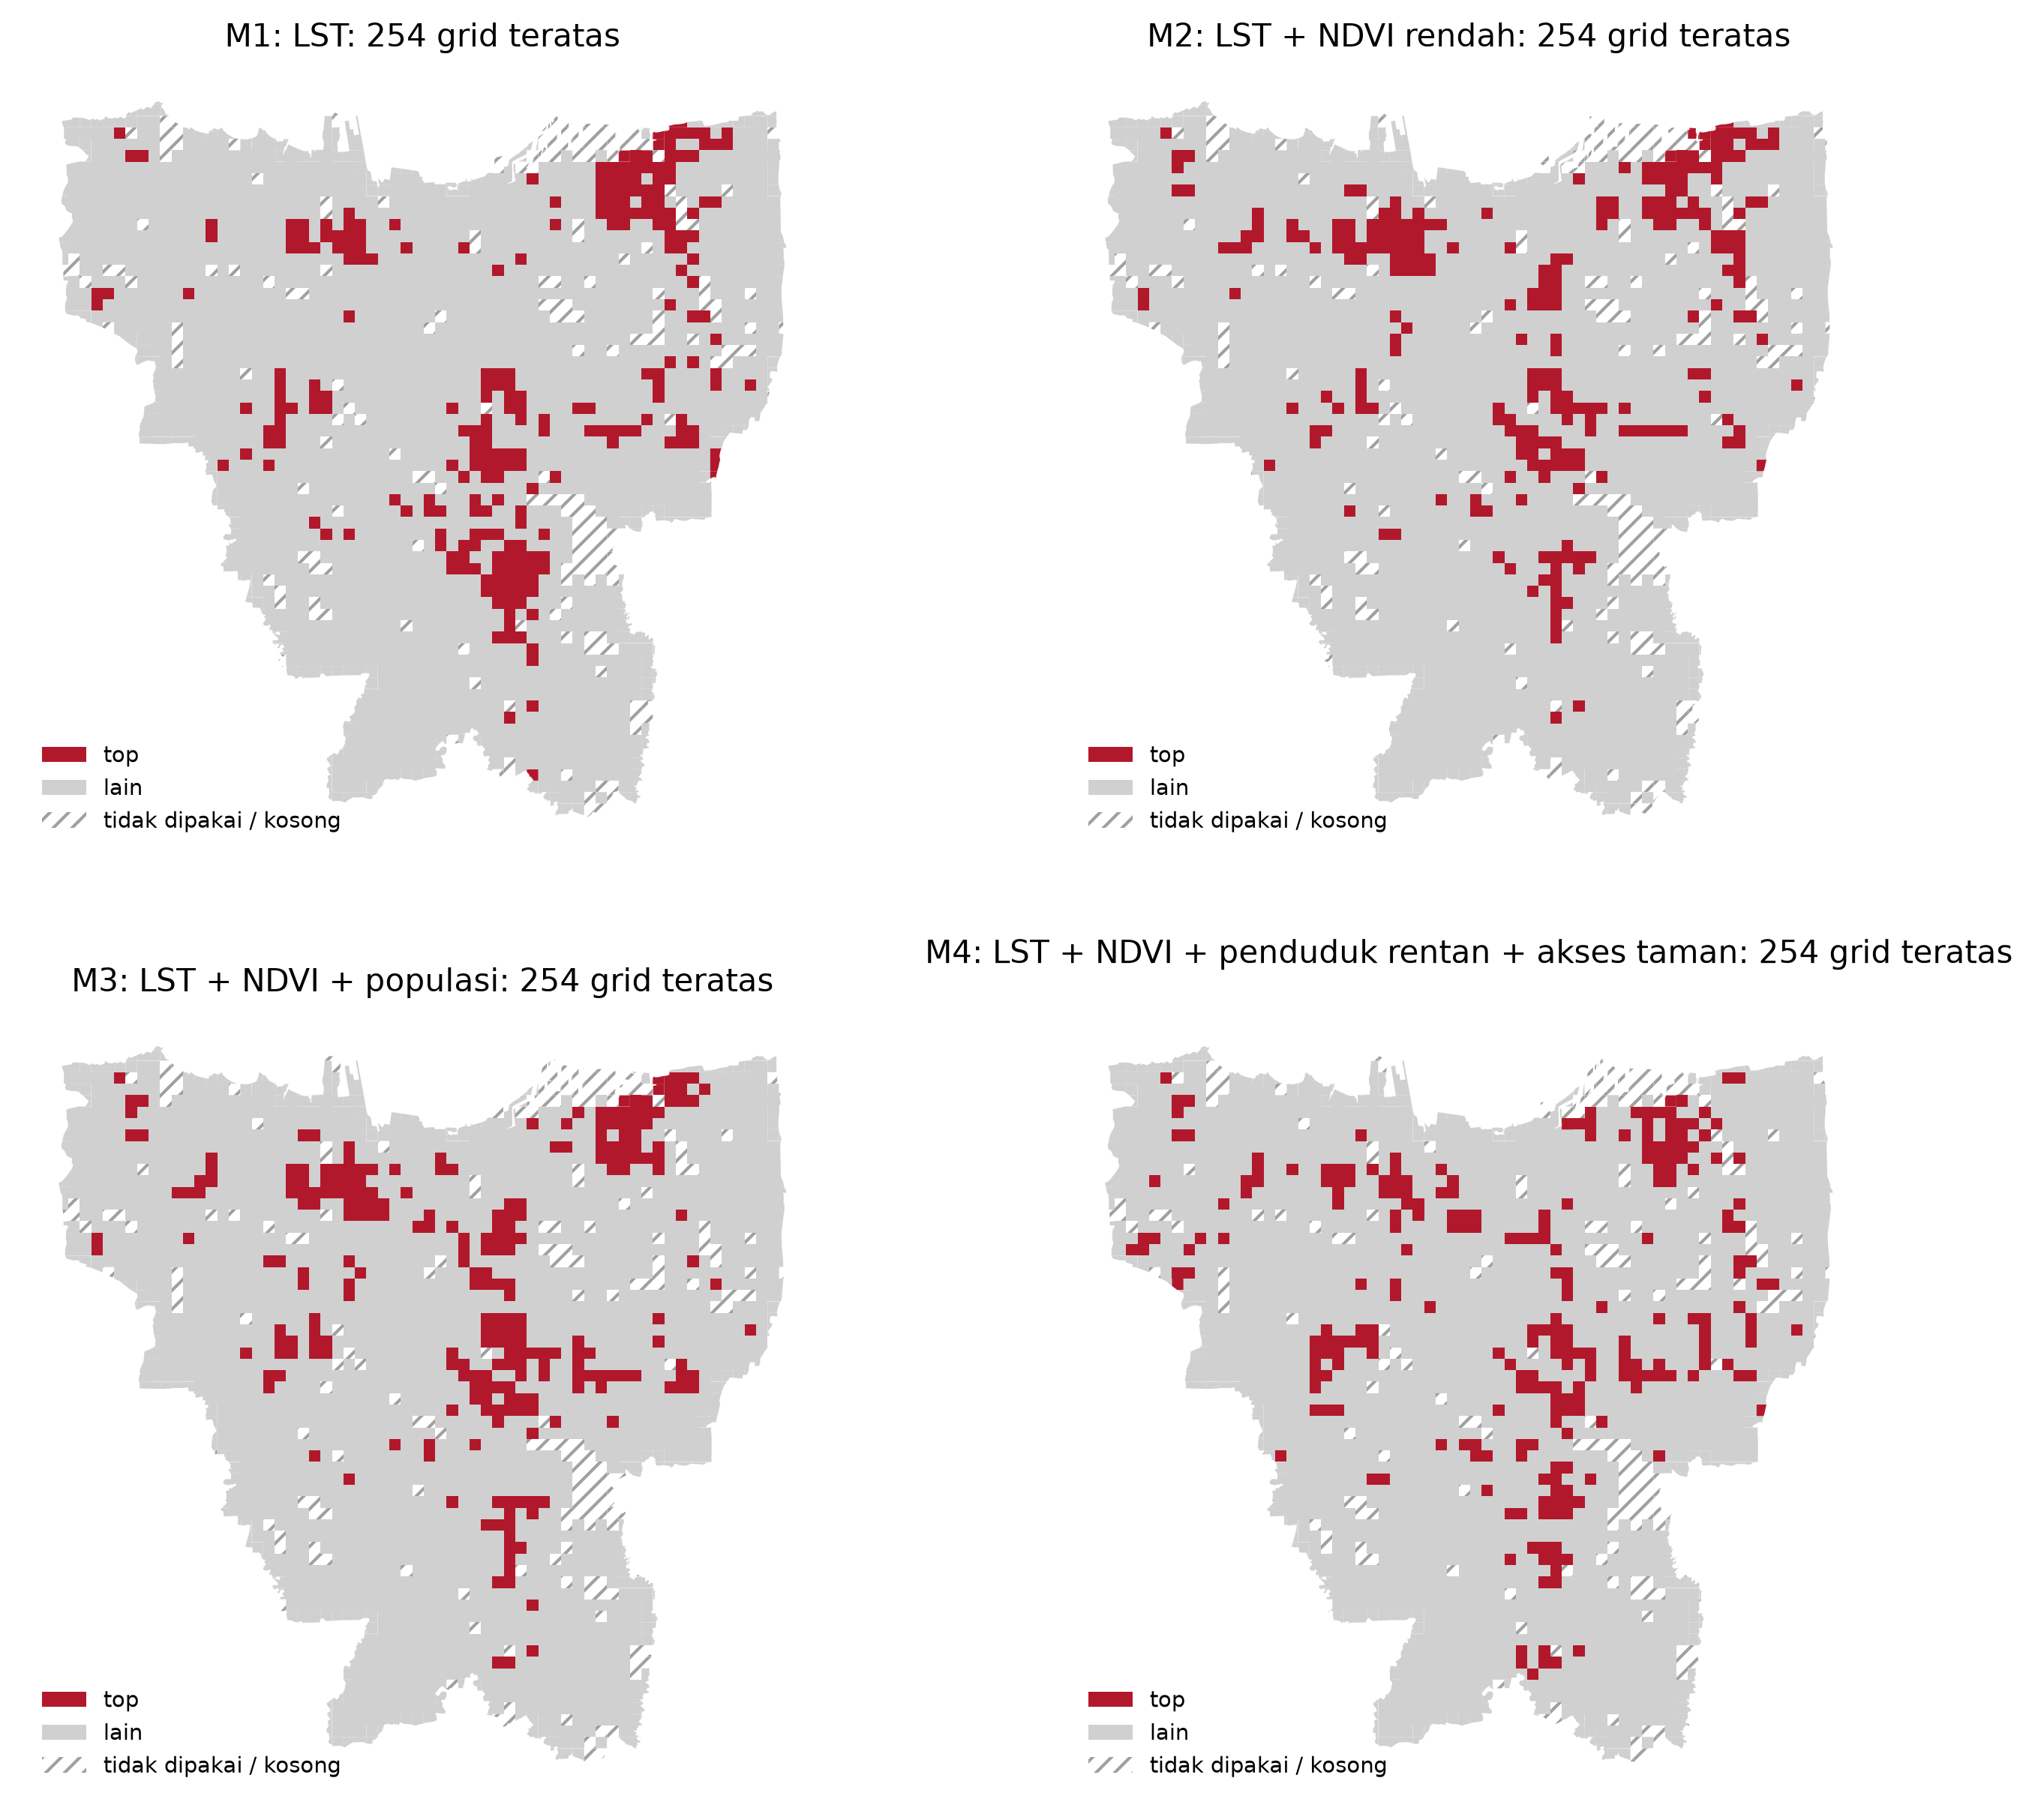 M1: LST: 254 grid teratas
top
lain
tidak dipakai / kosong
M2: LST + NDVI rendah: 254 grid teratas
top
lain
tidak dipakai / kosong
M3: LST + NDVI + populasi: 254 grid teratas
top
lain
tidak dipakai / kosong
M4: LST + NDVI + penduduk rentan + akses taman: 254 grid teratas
top
lain
tidak dipakai / kosong